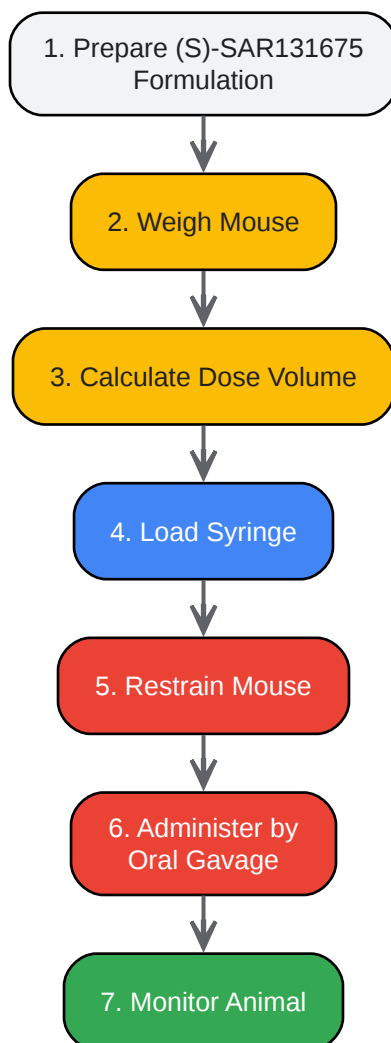 1. Prepare (S)-SAR131675
Formulation
2. Weigh Mouse
3. Calculate Dose Volume
4. Load Syringe
5. Restrain Mouse
6. Administer by
Oral Gavage
7. Monitor Animal